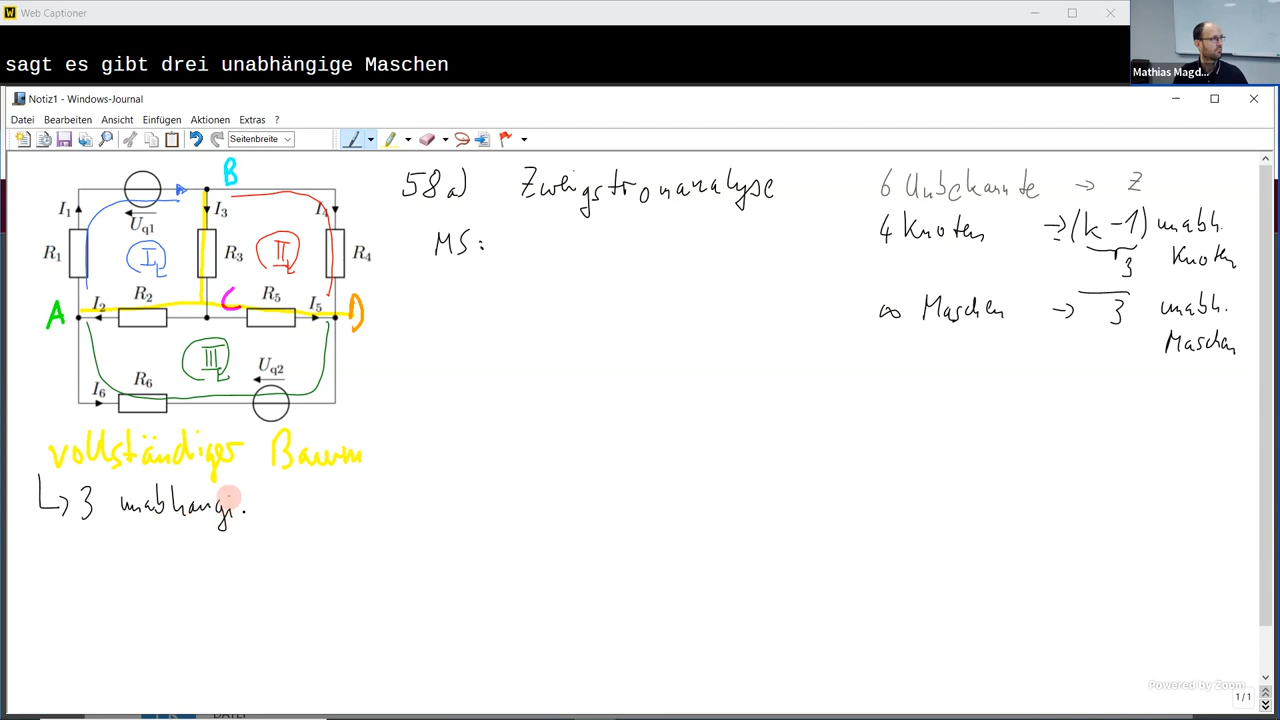 Web Captioner
sagt es gibt drei unabhängige Maschen
Mathias Magd...
Notiz1 - Windows-Journal
Datei Bearbeiten Ansicht Einfügen Aktionen Extras ?
Seitenbreite
58a) Zweigstromanalyse
MS:
6 Unbekannte → z
4 Knoten → (k - 1) unabh. Knoten
3
∞ Maschen → 3 unabh. Maschen
B
I1 Uq1 I3 I4
R1 I R3 II R4
A I2 R2 C R5 I5 D
III
I6 R6 Uq2
vollständiger Baum
↳ 3 unabhängi.
Recorded by Zoom
1/1